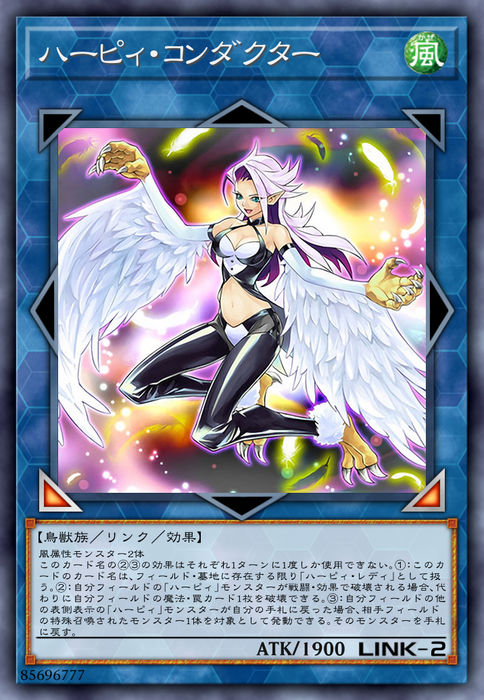 ハーピィ・コンダクター
かぜ
風
【鳥獣族／リンク／効果】
風属性モンスター2体
このカード名の②③の効果はそれぞれ1ターンに1度しか使用できない。①：このカ
ードのカード名は、フィールド・墓地に存在する限り「ハーピィ・レディ」として扱
う。②：自分フィールドの「ハーピィ」モンスターが戦闘・効果で破壊される場合、代
わりに自分フィールドの魔法・罠カード1枚を破壊できる。③：自分フィールドの他
の表側表示の「ハーピィ」モンスターが自分の手札に戻った場合、相手フィールド
の特殊召喚されたモンスター1体を対象として発動できる。そのモンスターを手札
に戻す。
ATK/1900 LINK-2
85696777